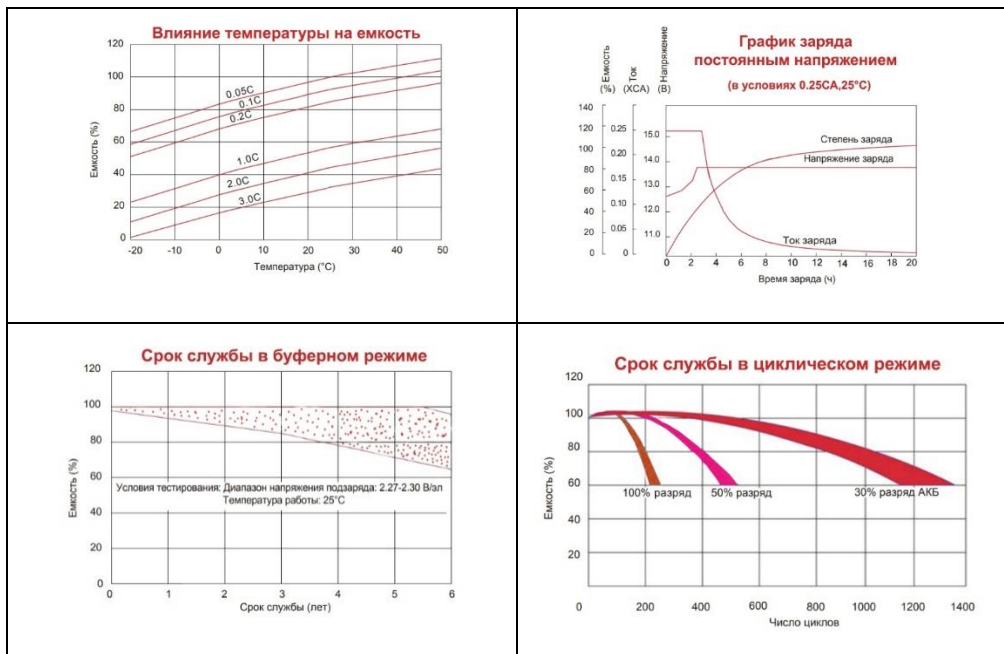 Влияние температуры на емкость
120
100
80
60
40
20
0
Емкость (%)
0.05C
0.1C
0.2C
1.0C
2.0C
3.0C
-20 -10 0 10 20 30 40 50
Температура (°C)
График заряда
постоянным напряжением
(в условиях 0.25CA,25°C)
Емкость (%)
Ток (XCA)
Напряжение (В)
140
120 0.25 15.0
100 0.20 14.0
80 0.15 13.0
60 0.10 12.0
40
20 0.05 11.0
0 0
Степень заряда
Напряжение заряда
Ток заряда
0 2 4 6 8 10 12 14 16 18 20
Время заряда (ч)
Срок службы в буферном режиме
120
100
80
60
40
20
0
Емкость (%)
Условия тестирования: Диапазон напряжения подзаряда: 2.27-2.30 В/эл
Температура работы: 25°C
0 1 2 3 4 5 6
Срок службы (лет)
Срок службы в циклическом режиме
120
100
80
60
40
20
Емкость (%)
100% разряд
50% разряд
30% разряд АКБ
0 200 400 600 800 1000 1200 1400
Число циклов